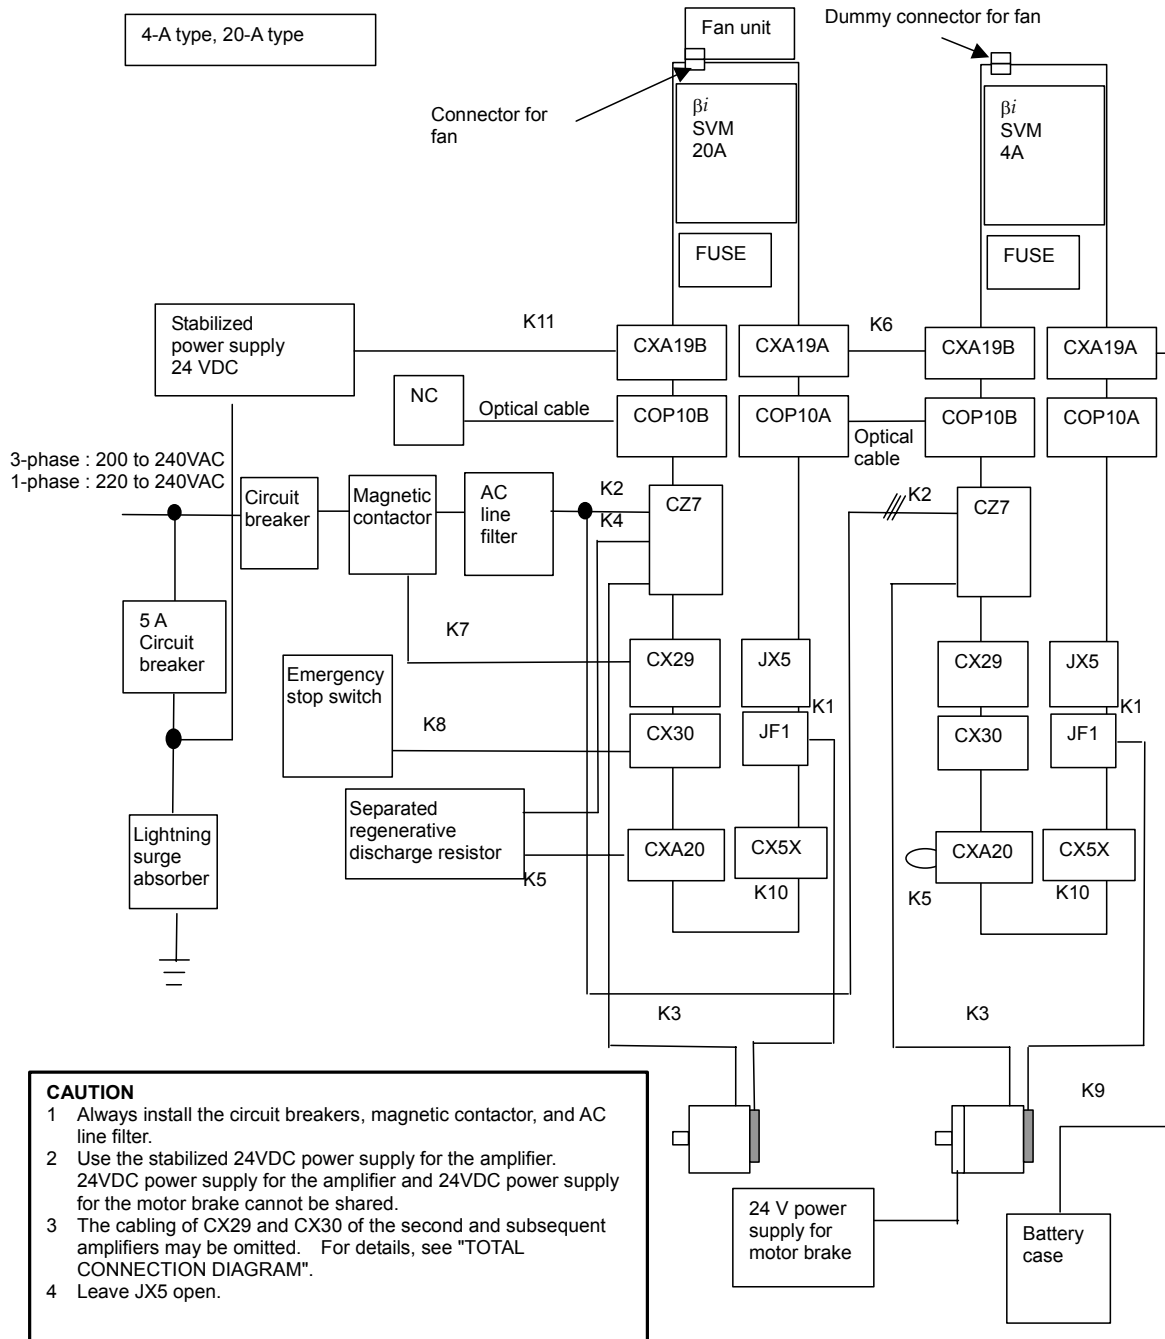 4-A type, 20-A type
Fan unit
Dummy connector for fan
Connector for
fan
βi
SVM
20A
βi
SVM
4A
FUSE
FUSE
Stabilized
power supply
24 VDC
K11
CXA19B
CXA19A
K6
CXA19B
CXA19A
NC
Optical cable
COP10B
COP10A
Optical
cable
COP10B
COP10A
3-phase : 200 to 240VAC
1-phase : 220 to 240VAC
Circuit
breaker
Magnetic
contactor
AC
line
filter
K2
K4
CZ7
K2
CZ7
5 A
Circuit
breaker
K7
CX29
JX5
CX29
JX5
Emergency
stop switch
K8
CX30
K1
JF1
CX30
K1
JF1
Separated
regenerative
discharge resistor
K5
CXA20
CX5X
K10
CXA20
K5
CX5X
K10
Lightning
surge
absorber
K3
K3
K9
24 V power
supply for
motor brake
Battery
case
CAUTION
1 Always install the circuit breakers, magnetic contactor, and AC
line filter.
2 Use the stabilized 24VDC power supply for the amplifier.
24VDC power supply for the amplifier and 24VDC power supply
for the motor brake cannot be shared.
3 The cabling of CX29 and CX30 of the second and subsequent
amplifiers may be omitted. For details, see "TOTAL
CONNECTION DIAGRAM".
4 Leave JX5 open.